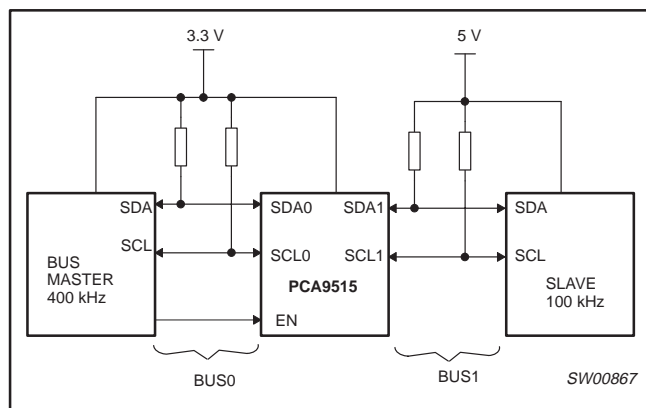 3.3 V
5 V
SDA
SCL
BUS
MASTER
400 kHz
SDA0
SDA1
SCL0
SCL1
PCA9515
EN
SDA
SCL
SLAVE
100 kHz
BUS0
BUS1
SW00867